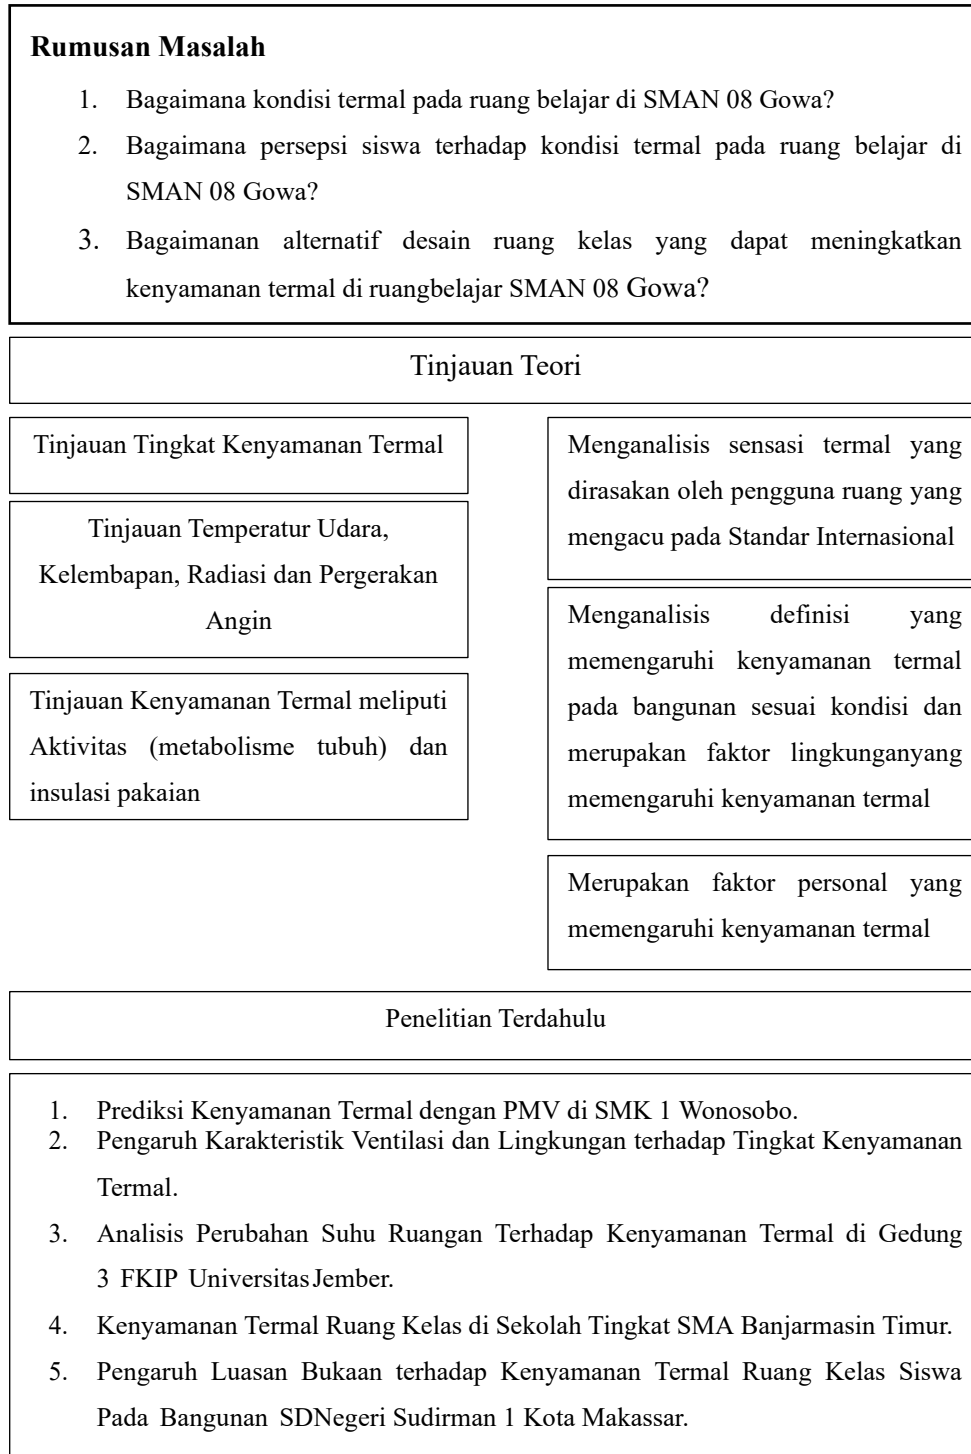 Rumusan Masalah
1. Bagaimana kondisi termal pada ruang belajar di SMAN 08 Gowa?
2. Bagaimana persepsi siswa terhadap kondisi termal pada ruang belajar di
SMAN 08 Gowa?
3. Bagaimanan alternatif desain ruang kelas yang dapat meningkatkan
kenyamanan termal di ruangbelajar SMAN 08 Gowa?
Tinjauan Teori
Tinjauan Tingkat Kenyamanan Termal
Tinjauan Temperatur Udara,
Kelembapan, Radiasi dan Pergerakan
Angin
Tinjauan Kenyamanan Termal meliputi
Aktivitas (metabolisme tubuh) dan
insulasi pakaian
Menganalisis sensasi termal yang
dirasakan oleh pengguna ruang yang
mengacu pada Standar Internasional
Menganalisis definisi yang
memengaruhi kenyamanan termal
pada bangunan sesuai kondisi dan
merupakan faktor lingkunganyang
memengaruhi kenyamanan termal
Merupakan faktor personal yang
memengaruhi kenyamanan termal
Penelitian Terdahulu
1. Prediksi Kenyamanan Termal dengan PMV di SMK 1 Wonosobo.
2. Pengaruh Karakteristik Ventilasi dan Lingkungan terhadap Tingkat Kenyamanan
Termal.
3. Analisis Perubahan Suhu Ruangan Terhadap Kenyamanan Termal di Gedung
3 FKIP UniversitasJember.
4. Kenyamanan Termal Ruang Kelas di Sekolah Tingkat SMA Banjarmasin Timur.
5. Pengaruh Luasan Bukaan terhadap Kenyamanan Termal Ruang Kelas Siswa
Pada Bangunan SDNegeri Sudirman 1 Kota Makassar.